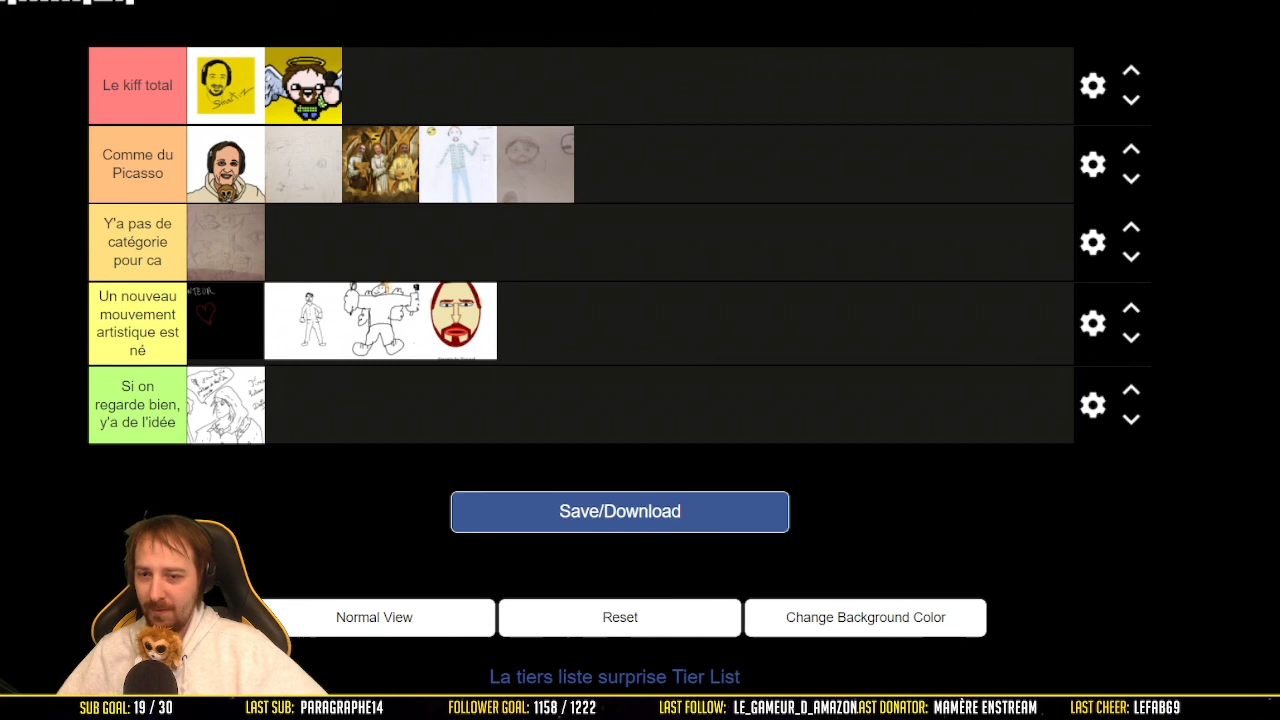 Le kiff total
Comme du
Picasso
Y'a pas de
catégorie
pour ca
Un nouveau
mouvement
artistique est
né
Si on
regarde bien,
y'a de l'idée
Save/Download
Normal View
Reset
Change Background Color
La tiers liste surprise Tier List
SUB GOAL: 19 / 30
LAST SUB: PARAGRAPHE14
FOLLOWER GOAL: 1158 / 1222
LAST FOLLOW: LE_GAMEUR_D_AMAZON
AST DONATOR: MAMÈRE ENSTREAM
LAST CHEER: LEFAB69